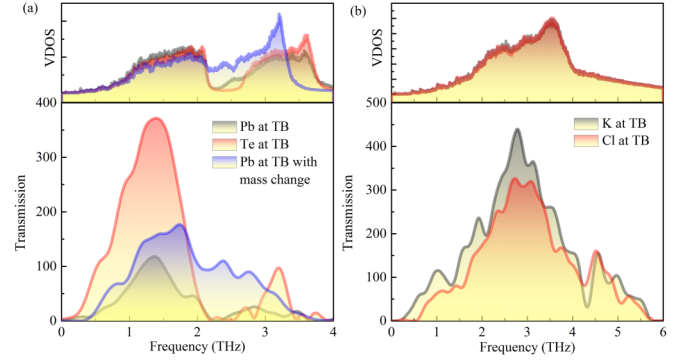 (a)
(b)
VDOS
VDOS
400
500
Pb at TB
Te at TB
Pb at TB with
mass change
K at TB
Cl at TB
300
200
100
0
400
300
200
100
0
Transmission
Transmission
0 1 2 3 4
0 1 2 3 4 5 6
Frequency (THz)
Frequency (THz)